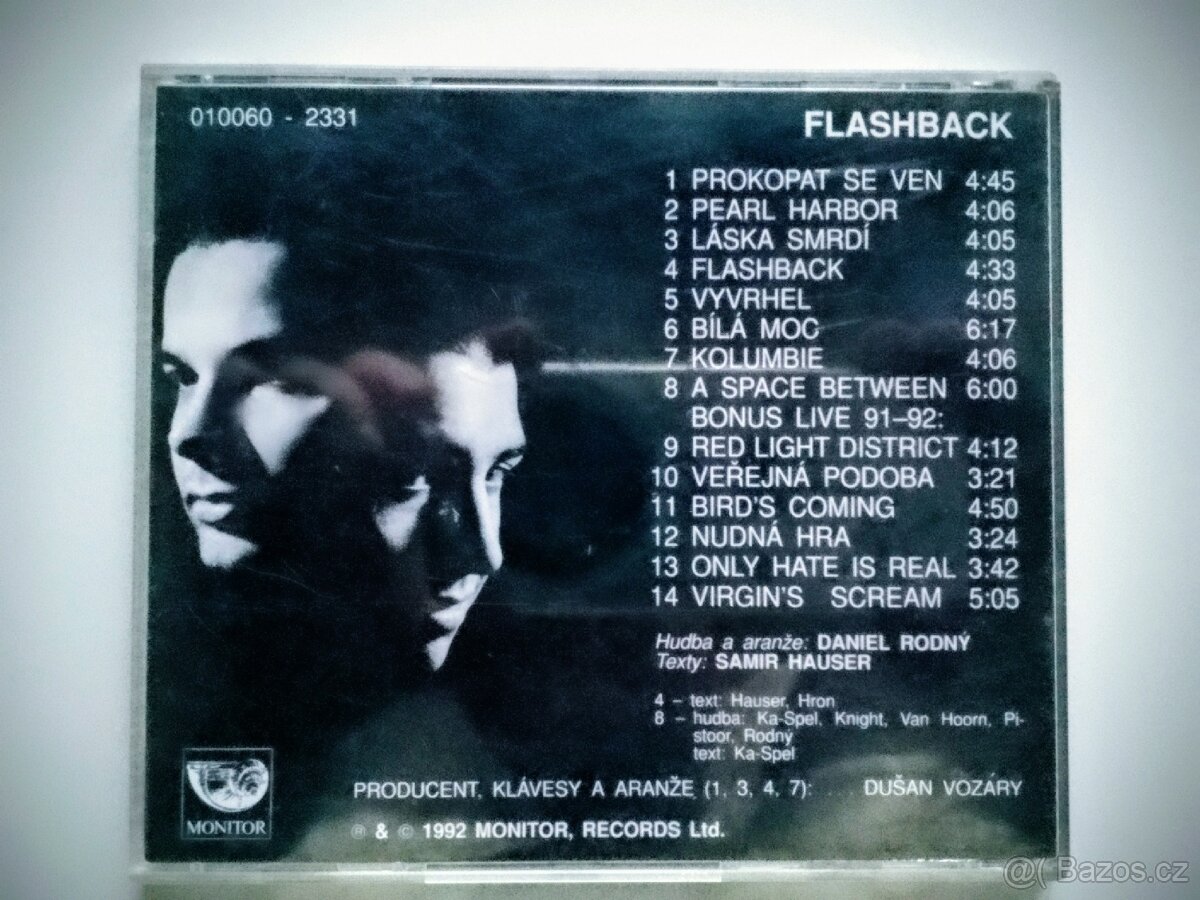 010060 - 2331
FLASHBACK
1 PROKOPAT SE VEN 4:45
2 PEARL HARBOR 4:06
3 LÁSKA SMRDÍ 4:05
4 FLASHBACK 4:33
5 VYVRHEL 4:05
6 BÍLÁ MOC 6:17
7 KOLUMBIE 4:06
8 A SPACE BETWEEN 6:00
BONUS LIVE 91–92:
9 RED LIGHT DISTRICT 4:12
10 VEŘEJNÁ PODOBA 3:21
11 BIRD'S COMING 4:50
12 NUDNÁ HRA 3:24
13 ONLY HATE IS REAL 3:42
14 VIRGIN'S SCREAM 5:05
Hudba a aranže: DANIEL RODNÝ
Texty: SAMIR HAUSER
4 – text: Hauser, Hron
8 – hudba: Ka-Spel, Knight, Van Hoorn, Pi-
stoor, Rodný
text: Ka-Spel
PRODUCENT, KLÁVESY A ARANŽE (1, 3, 4, 7): DUŠAN VOZÁRY
℗ & © 1992 MONITOR, RECORDS Ltd.
MONITOR
@( Bazos.cz